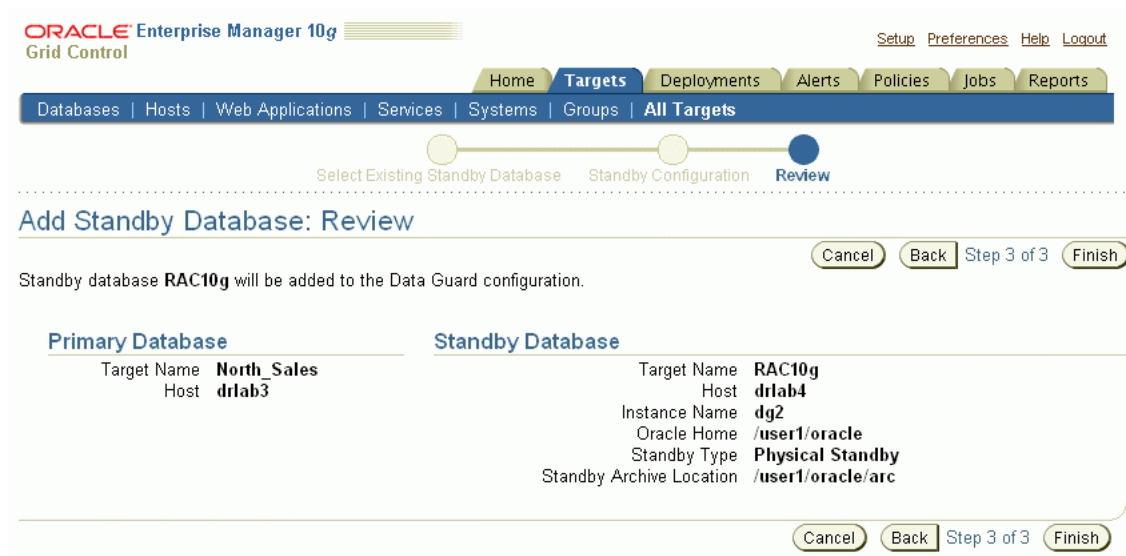 ORACLE Enterprise Manager 10g
Grid Control
Setup Preferences Help Logout
Home Targets Deployments Alerts Policies Jobs Reports
Databases | Hosts | Web Applications | Services | Systems | Groups | All Targets
Select Existing Standby Database Standby Configuration Review
Add Standby Database: Review
Cancel Back Step 3 of 3 Finish
Standby database RAC10g will be added to the Data Guard configuration.
Primary Database
Target Name North_Sales
Host drlab3
Standby Database
Target Name RAC10g
Host drlab4
Instance Name dg2
Oracle Home /user1/oracle
Standby Type Physical Standby
Standby Archive Location /user1/oracle/arc
Cancel Back Step 3 of 3 Finish